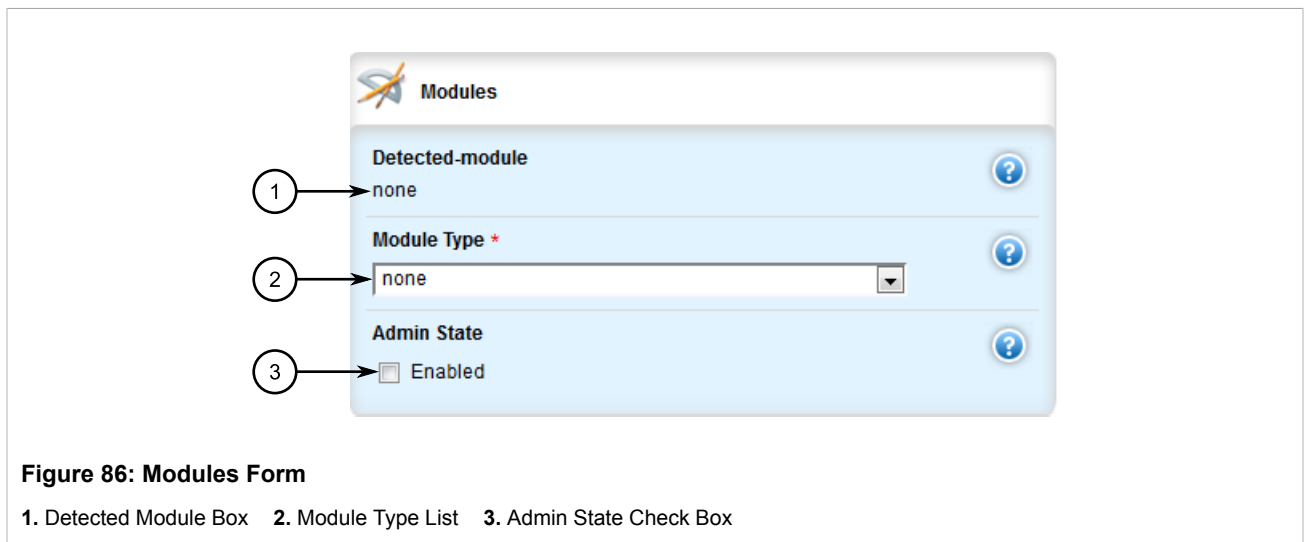 Modules
Detected-module
1
none
Module Type *
2
none
Admin State
3
Enabled
Figure 86: Modules Form
1. Detected Module Box 2. Module Type List 3. Admin State Check Box